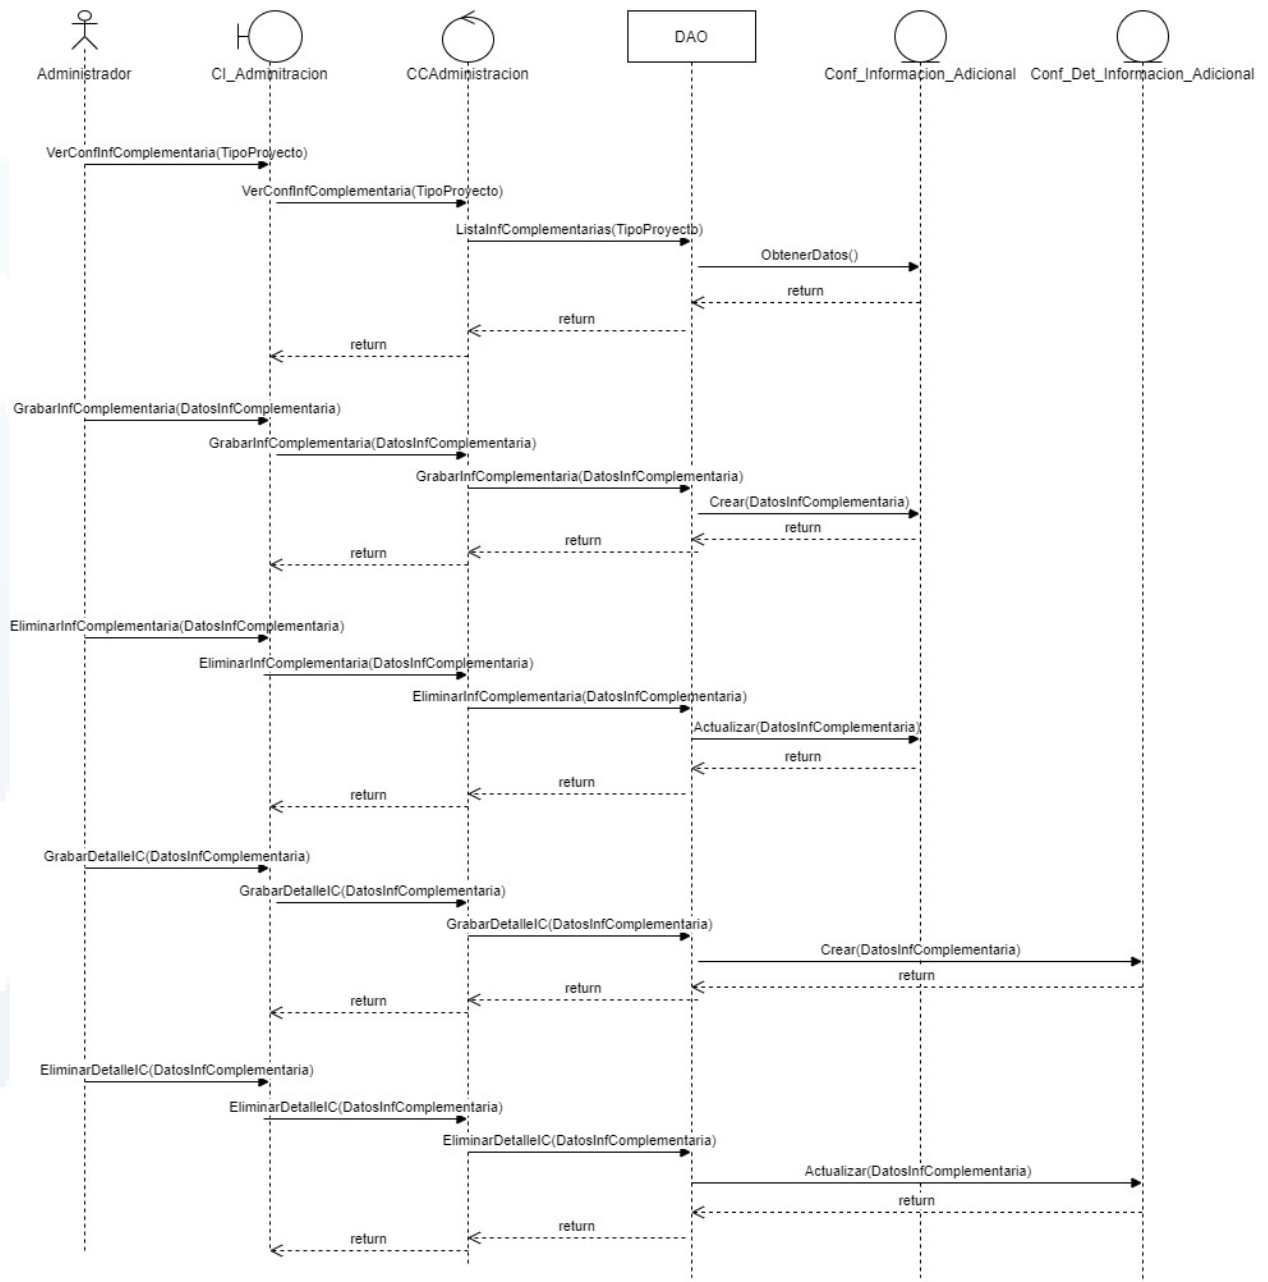 DAO
Administrador
CI_Adminitracion
CCAdministracion
Conf_Informacion_Adicional
Conf_Det_Informacion_Adicional
VerConfInfComplementaria(TipoProyecto)
VerConfInfComplementaria(TipoProyecto)
ListaInfComplementarias(TipoProyecto)
ObtenerDatos()
return
return
return
GrabarInfComplementaria(DatosInfComplementaria)
GrabarInfComplementaria(DatosInfComplementaria)
GrabarInfComplementaria(DatosInfComplementaria)
Crear(DatosInfComplementaria)
return
return
return
EliminarInfComplementaria(DatosInfComplementaria)
EliminarInfComplementaria(DatosInfComplementaria)
EliminarInfComplementaria(DatosInfComplementaria)
Actualizar(DatosInfComplementaria)
return
return
return
GrabarDetalleIC(DatosInfComplementaria)
GrabarDetalleIC(DatosInfComplementaria)
GrabarDetalleIC(DatosInfComplementaria)
Crear(DatosInfComplementaria)
return
return
return
EliminarDetalleIC(DatosInfComplementaria)
EliminarDetalleIC(DatosInfComplementaria)
EliminarDetalleIC(DatosInfComplementaria)
Actualizar(DatosInfComplementaria)
return
return
return